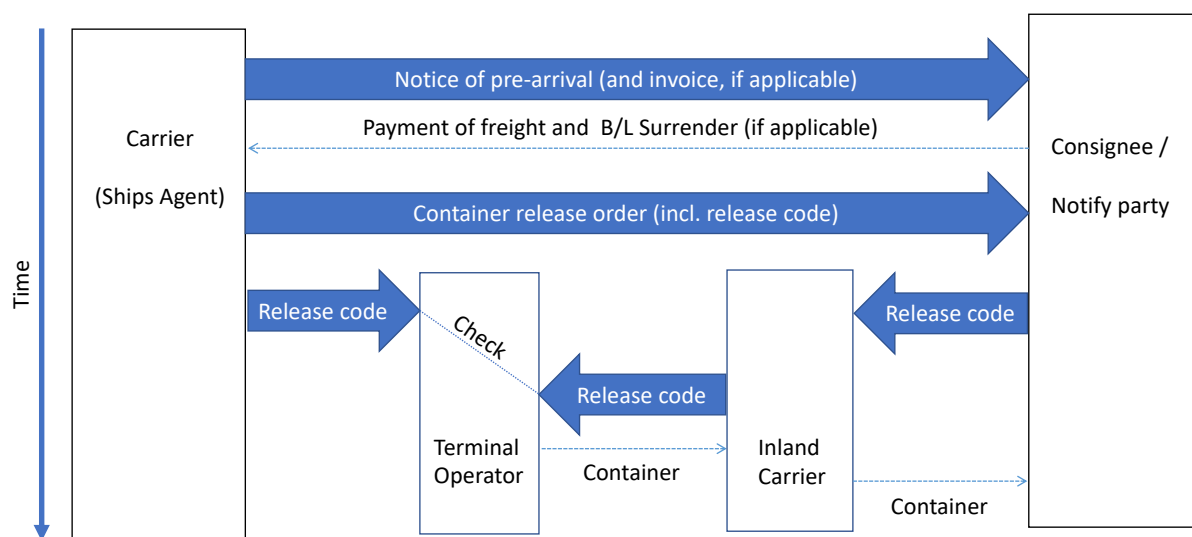 Notice of pre-arrival (and invoice, if applicable)
Payment of freight and B/L Surrender (if applicable)
Carrier
(Ships Agent)
Consignee /
Notify party
Container release order (incl. release code)
Time
Release code
Release code
Check
Release code
Terminal
Operator
Container
Inland
Carrier
Container